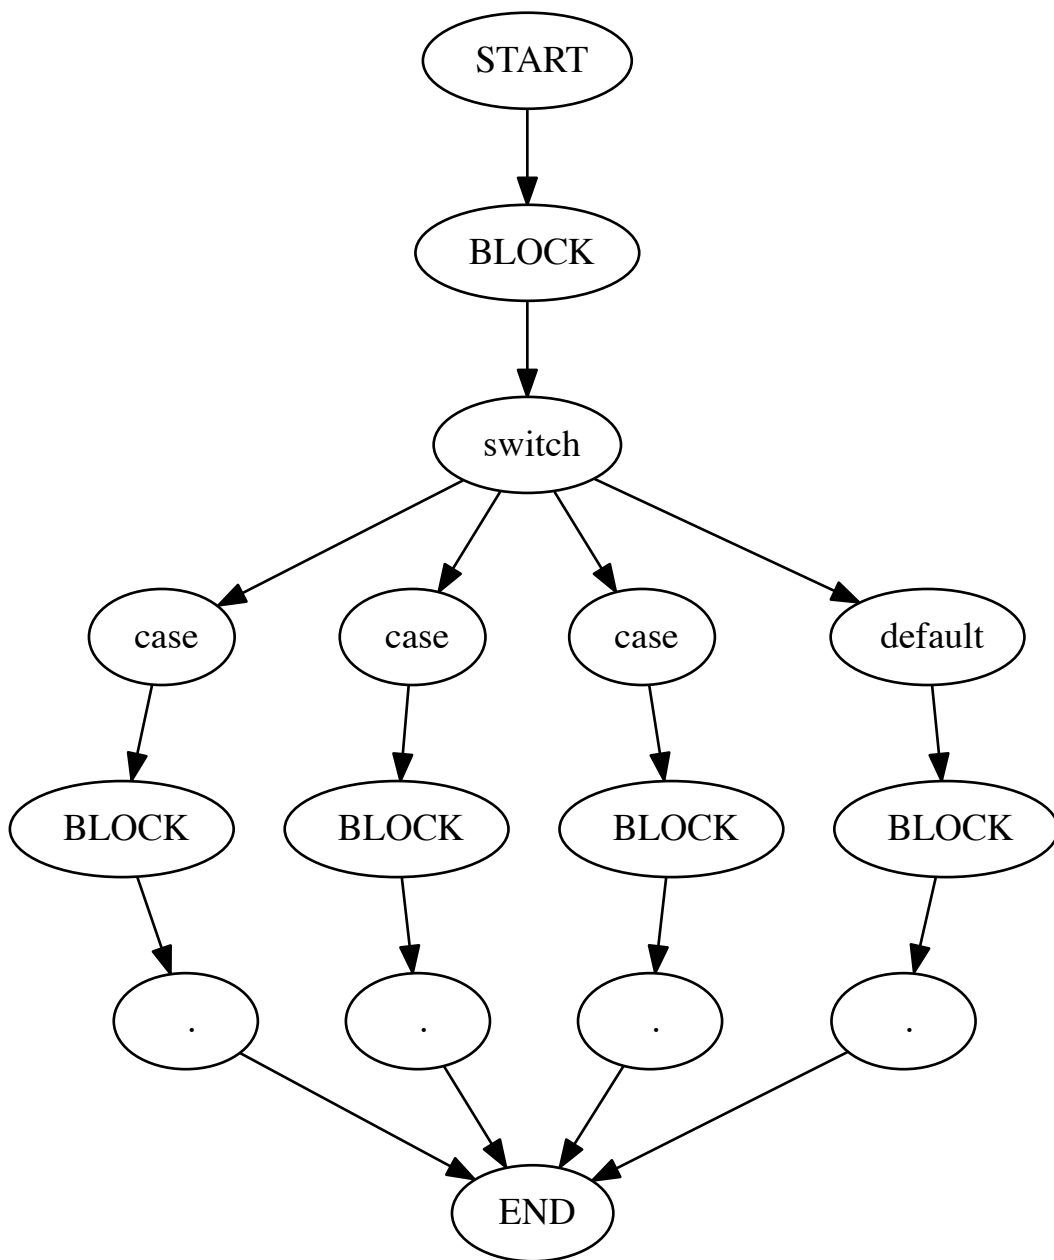 START
BLOCK
switch
case case case default
BLOCK BLOCK BLOCK BLOCK
. . . .
END